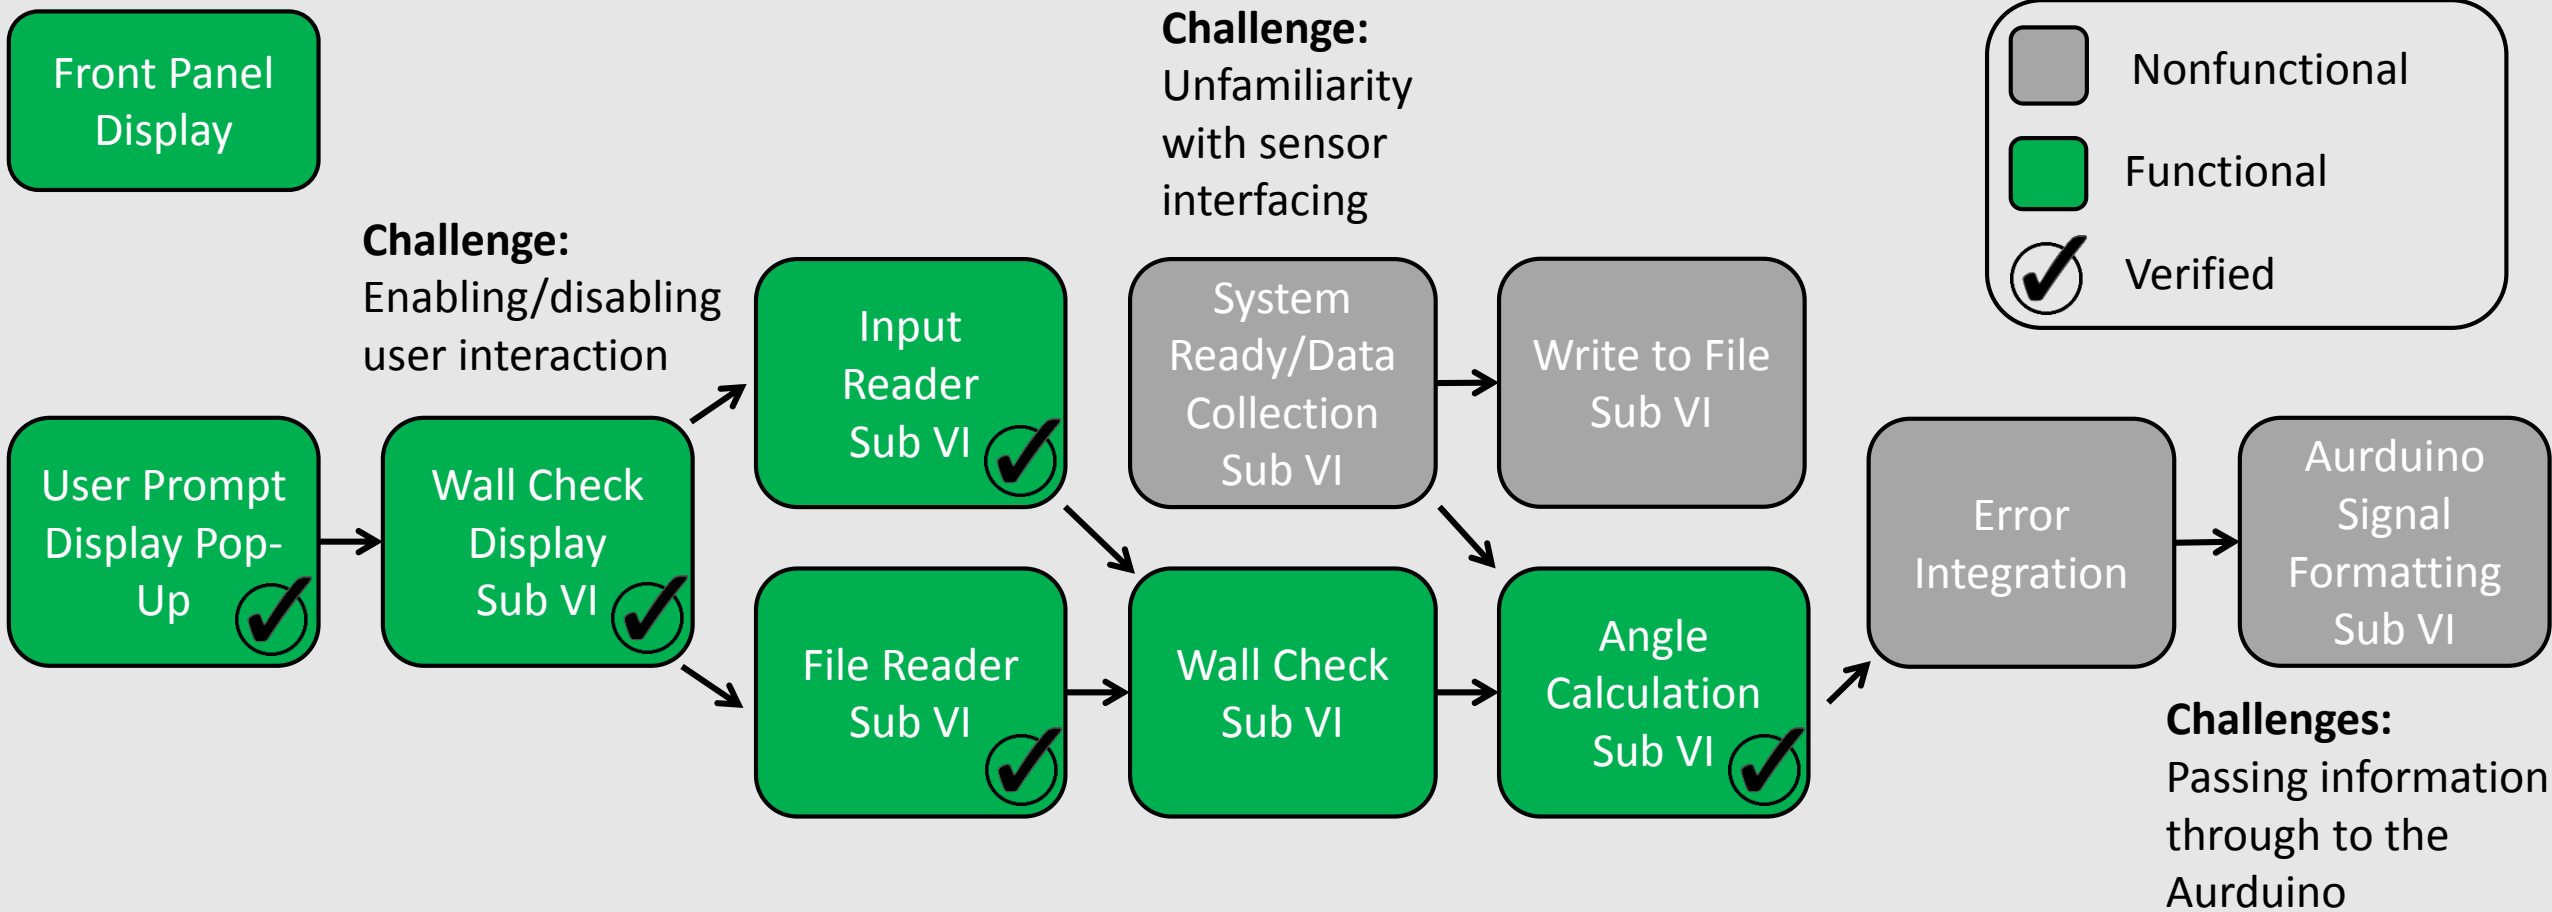 Front Panel
Display
Challenge:
Unfamiliarity
with sensor
interfacing
Nonfunctional
Functional
Verified
Challenge:
Enabling/disabling
user interaction
User Prompt
Display Pop-
Up
Wall Check
Display
Sub VI
Input
Reader
Sub VI
File Reader
Sub VI
System
Ready/Data
Collection
Sub VI
Write to File
Sub VI
Wall Check
Sub VI
Angle
Calculation
Sub VI
Error
Integration
Aurduino
Signal
Formatting
Sub VI
Challenges:
Passing information
through to the
Aurduino